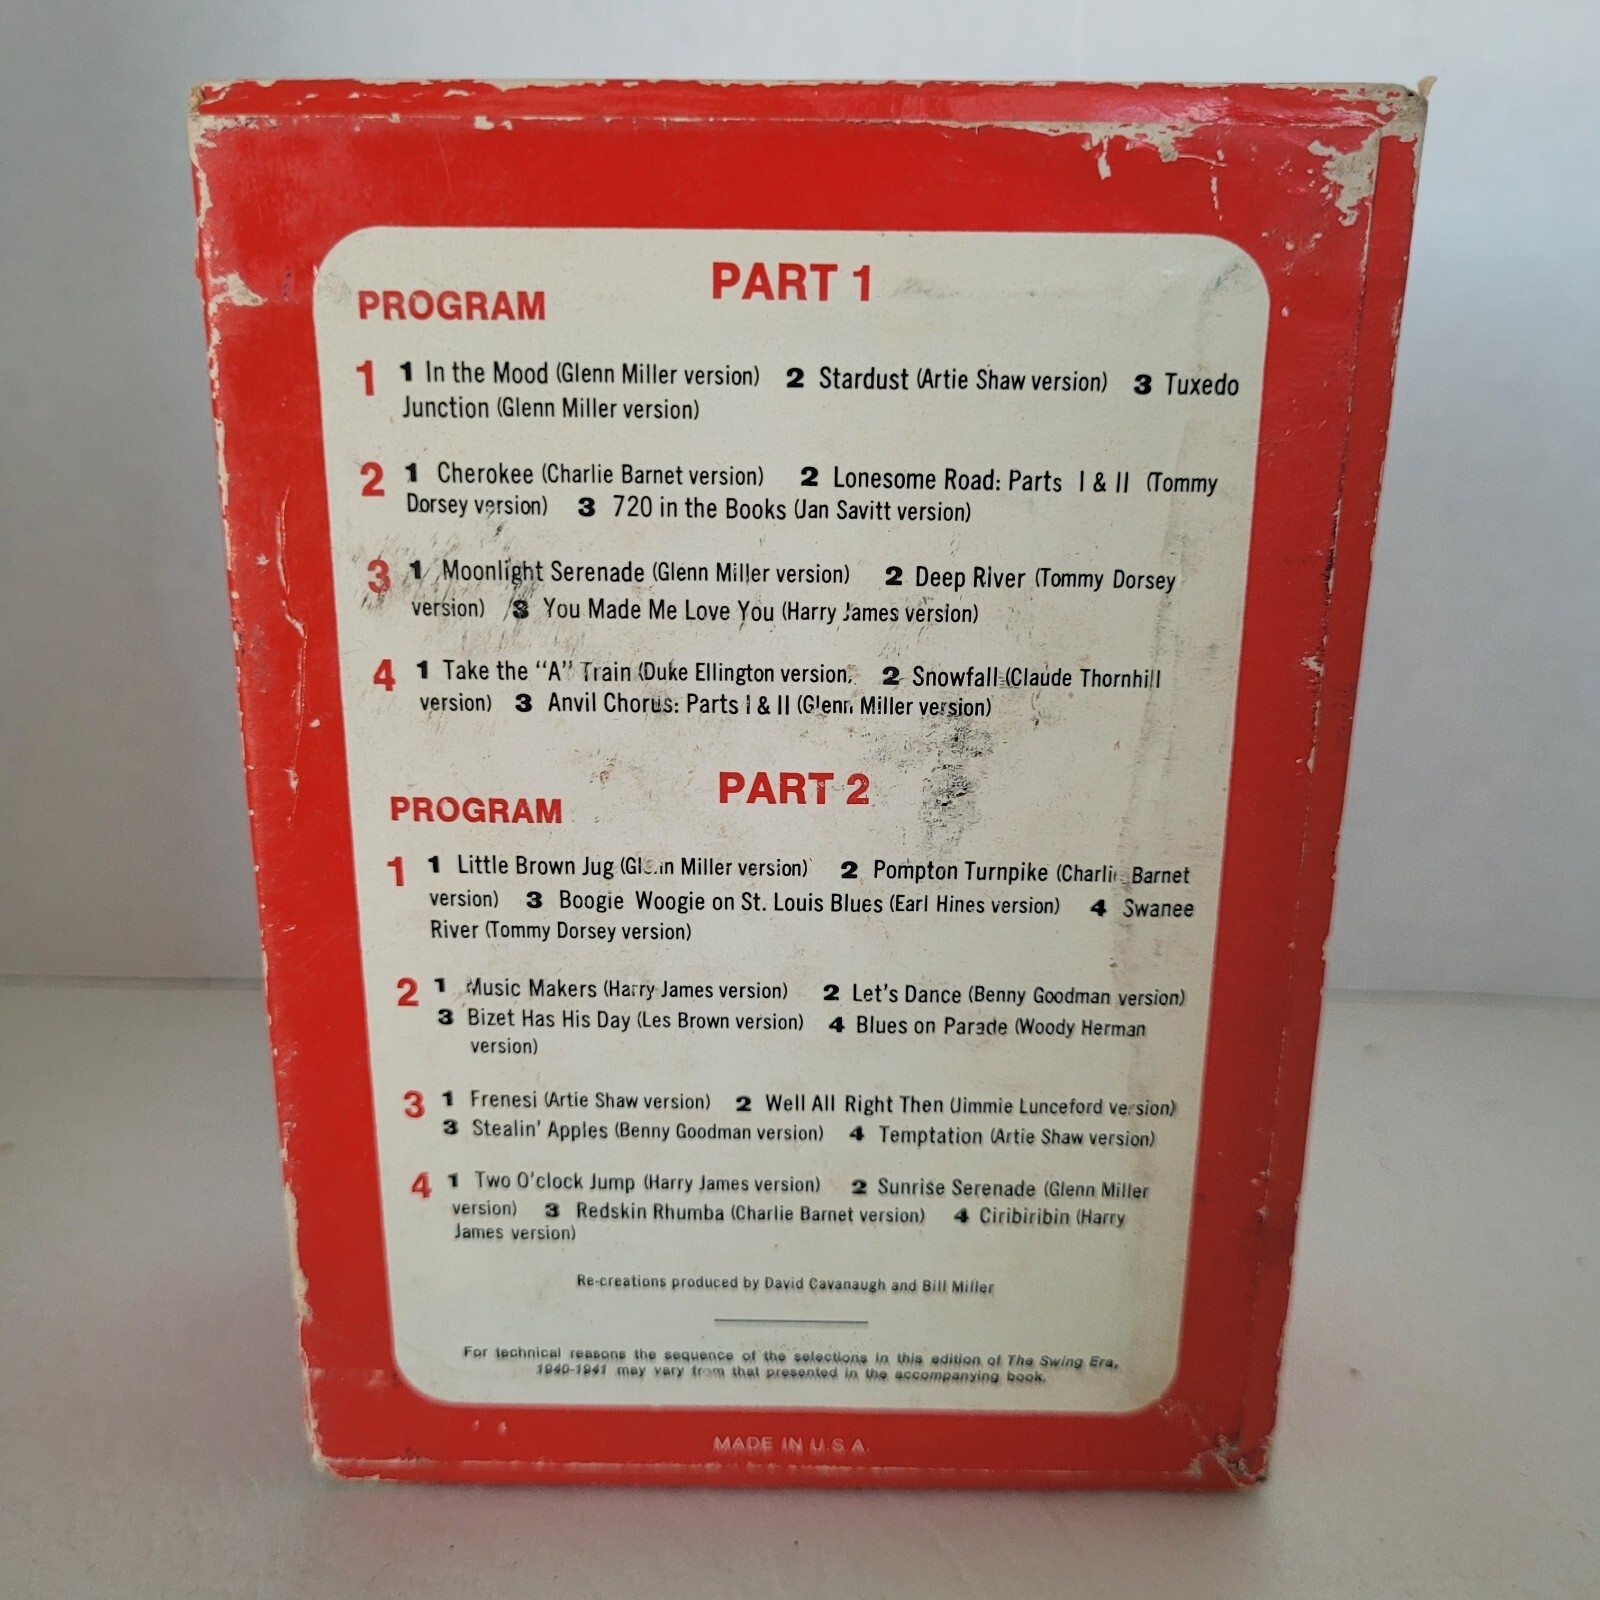 PART 1
PROGRAM
1 1 In the Mood (Glenn Miller version) 2 Stardust (Artie Shaw version) 3 Tuxedo
Junction (Glenn Miller version)
2 1 Cherokee (Charlie Barnet version) 2 Lonesome Road: Parts I & II (Tommy
Dorsey version) 3 720 in the Books (Jan Savitt version)
3 1 Moonlight Serenade (Glenn Miller version) 2 Deep River (Tommy Dorsey
version) 3 You Made Me Love You (Harry James version)
4 1 Take the “A” Train (Duke Ellington version) 2 Snowfall (Claude Thornhill
version) 3 Anvil Chorus: Parts I & II (Glenn Miller version)
PART 2
PROGRAM
1 1 Little Brown Jug (Glenn Miller version) 2 Pompton Turnpike (Charlie Barnet
version) 3 Boogie Woogie on St. Louis Blues (Earl Hines version) 4 Swanee
River (Tommy Dorsey version)
2 1 Music Makers (Harry James version) 2 Let's Dance (Benny Goodman version)
3 Bizet Has His Day (Les Brown version) 4 Blues on Parade (Woody Herman
version)
3 1 Frenesi (Artie Shaw version) 2 Well All Right Then (Jimmie Lunceford version)
3 Stealin' Apples (Benny Goodman version) 4 Temptation (Artie Shaw version)
4 1 Two O'clock Jump (Harry James version) 2 Sunrise Serenade (Glenn Miller
version) 3 Redskin Rhumba (Charlie Barnet version) 4 Ciribiribin (Harry
James version)
Re-creations produced by David Cavanaugh and Bill Miller
For technical reasons the sequence of the selections in this edition of The Swing Era,
1940-1941 may vary from that presented in the accompanying book.
MADE IN U.S.A.